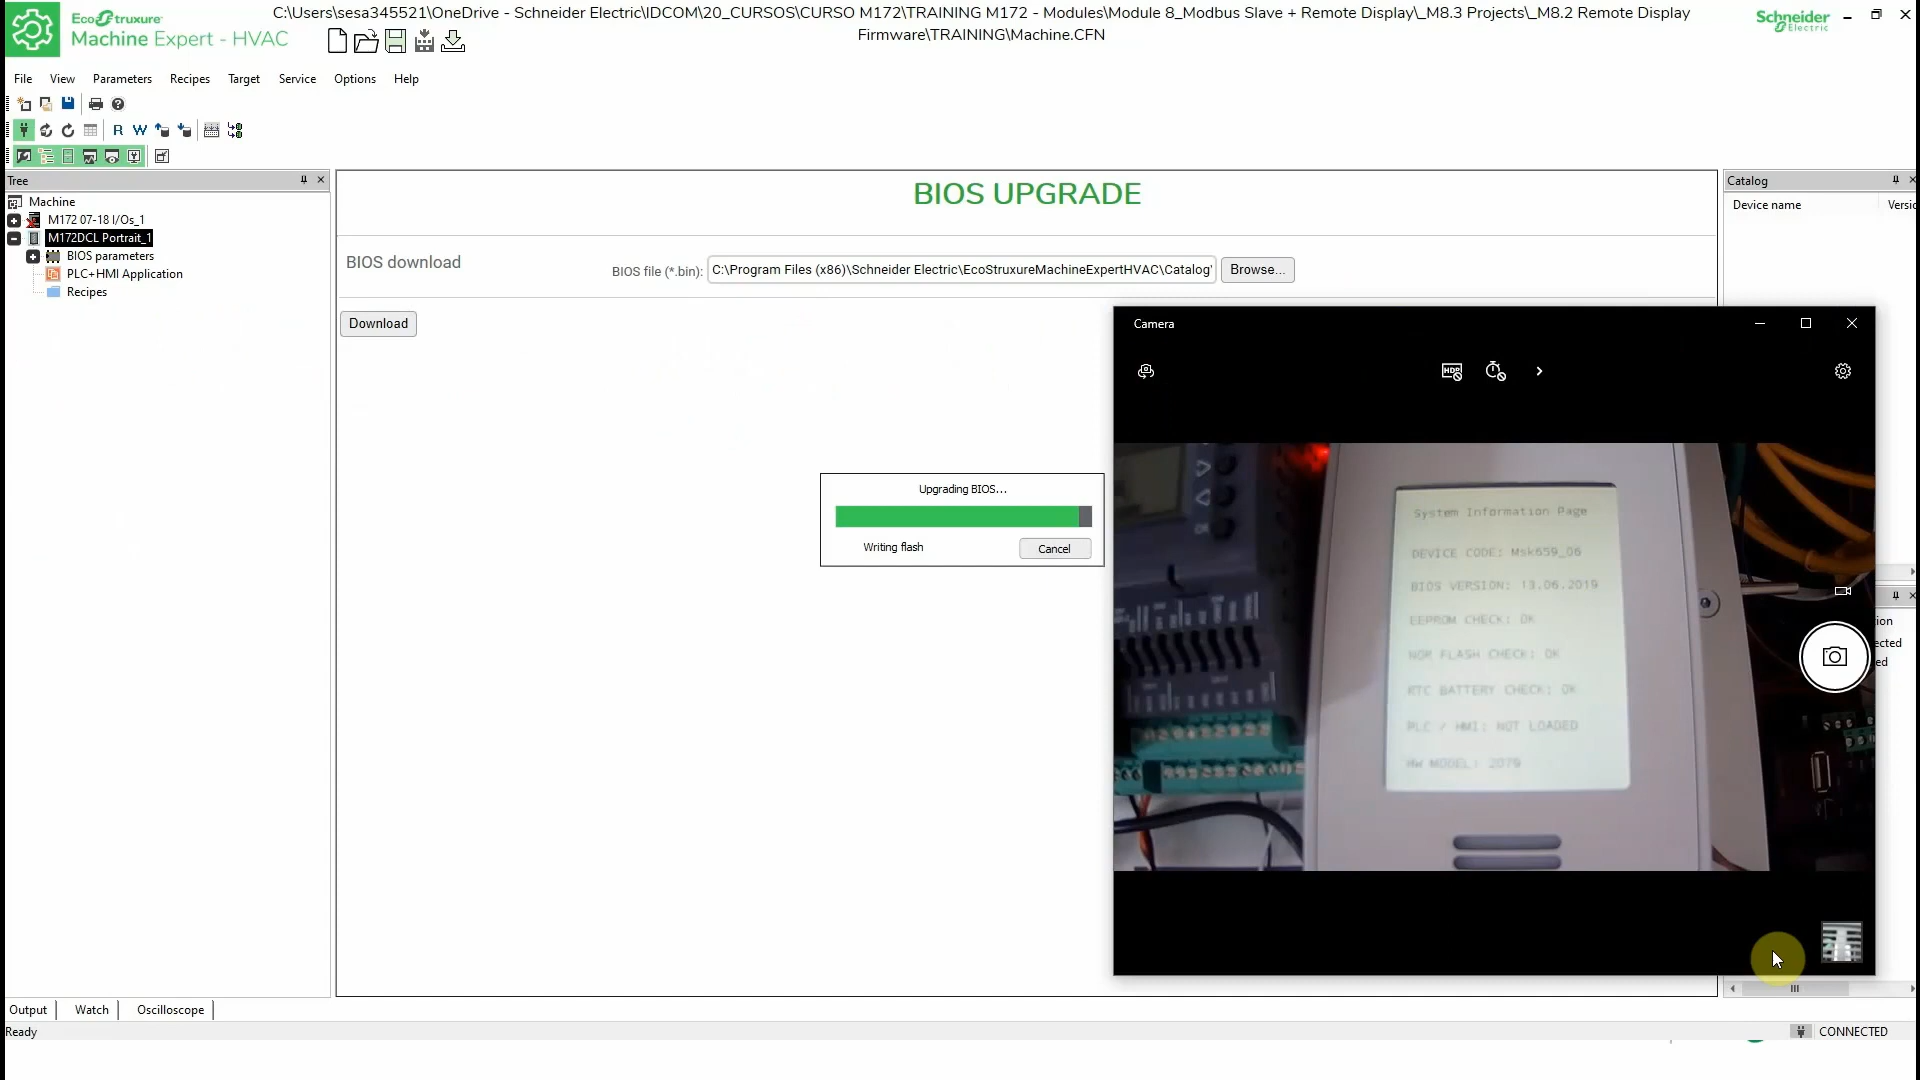 C:\Users\sesa345521\OneDrive - Schneider Electric\IDCOM\20_CURSOS\CURSO M172\TRAINING M172 - Modules\Module 8_Modbus Slave + Remote Display\_M8.3 Projects\_M8.2 Remote Display
Firmware\TRAINING\Machine.CFN
EcoStruxure
Machine Expert - HVAC
Schneider
Electric
File View Parameters Recipes Target Service Options Help
R W
Tree
Machine
M172 07-18 I/Os_1
M172DCL Portrait_1
BIOS parameters
PLC+HMI Application
Recipes
BIOS UPGRADE
BIOS download
BIOS file (*.bin): C:\Program Files (x86)\Schneider Electric\EcoStruxureMachineExpertHVAC\Catalog\ Browse...
Download
Upgrading BIOS...
Writing flash Cancel
Catalog
Device name Versic
Camera
HDR
System Information Page
DEVICE CODE: Msk659_06
BIOS VERSION: 13.06.2019
EEPROM CHECK: OK
NOR FLASH CHECK: OK
RTC BATTERY CHECK: OK
PLC / HMI: NOT LOADED
HW MODEL: 2079
OK
ion
ected
ed
Output Watch Oscilloscope
Ready CONNECTED